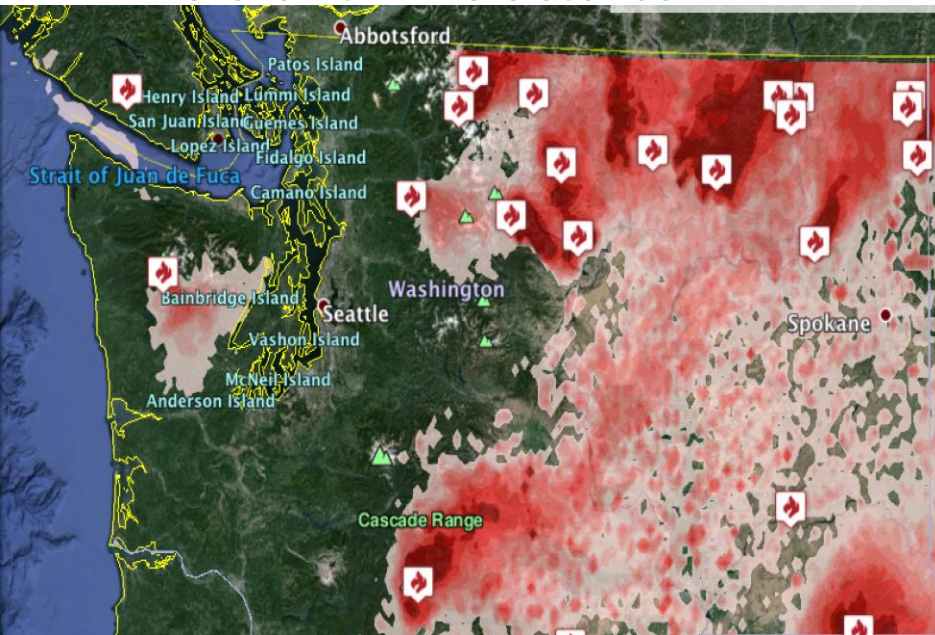 Abbotsford
Patos Island
Henry Island
Lummi Island
San Juan Island
Guemes Island
Lopez Island
Fidalgo Island
Strait of Juan de Fuca
Camano Island
Washington
Bainbridge Island
Seattle
Spokane
Vashon Island
McNeil Island
Anderson Island
Cascade Range